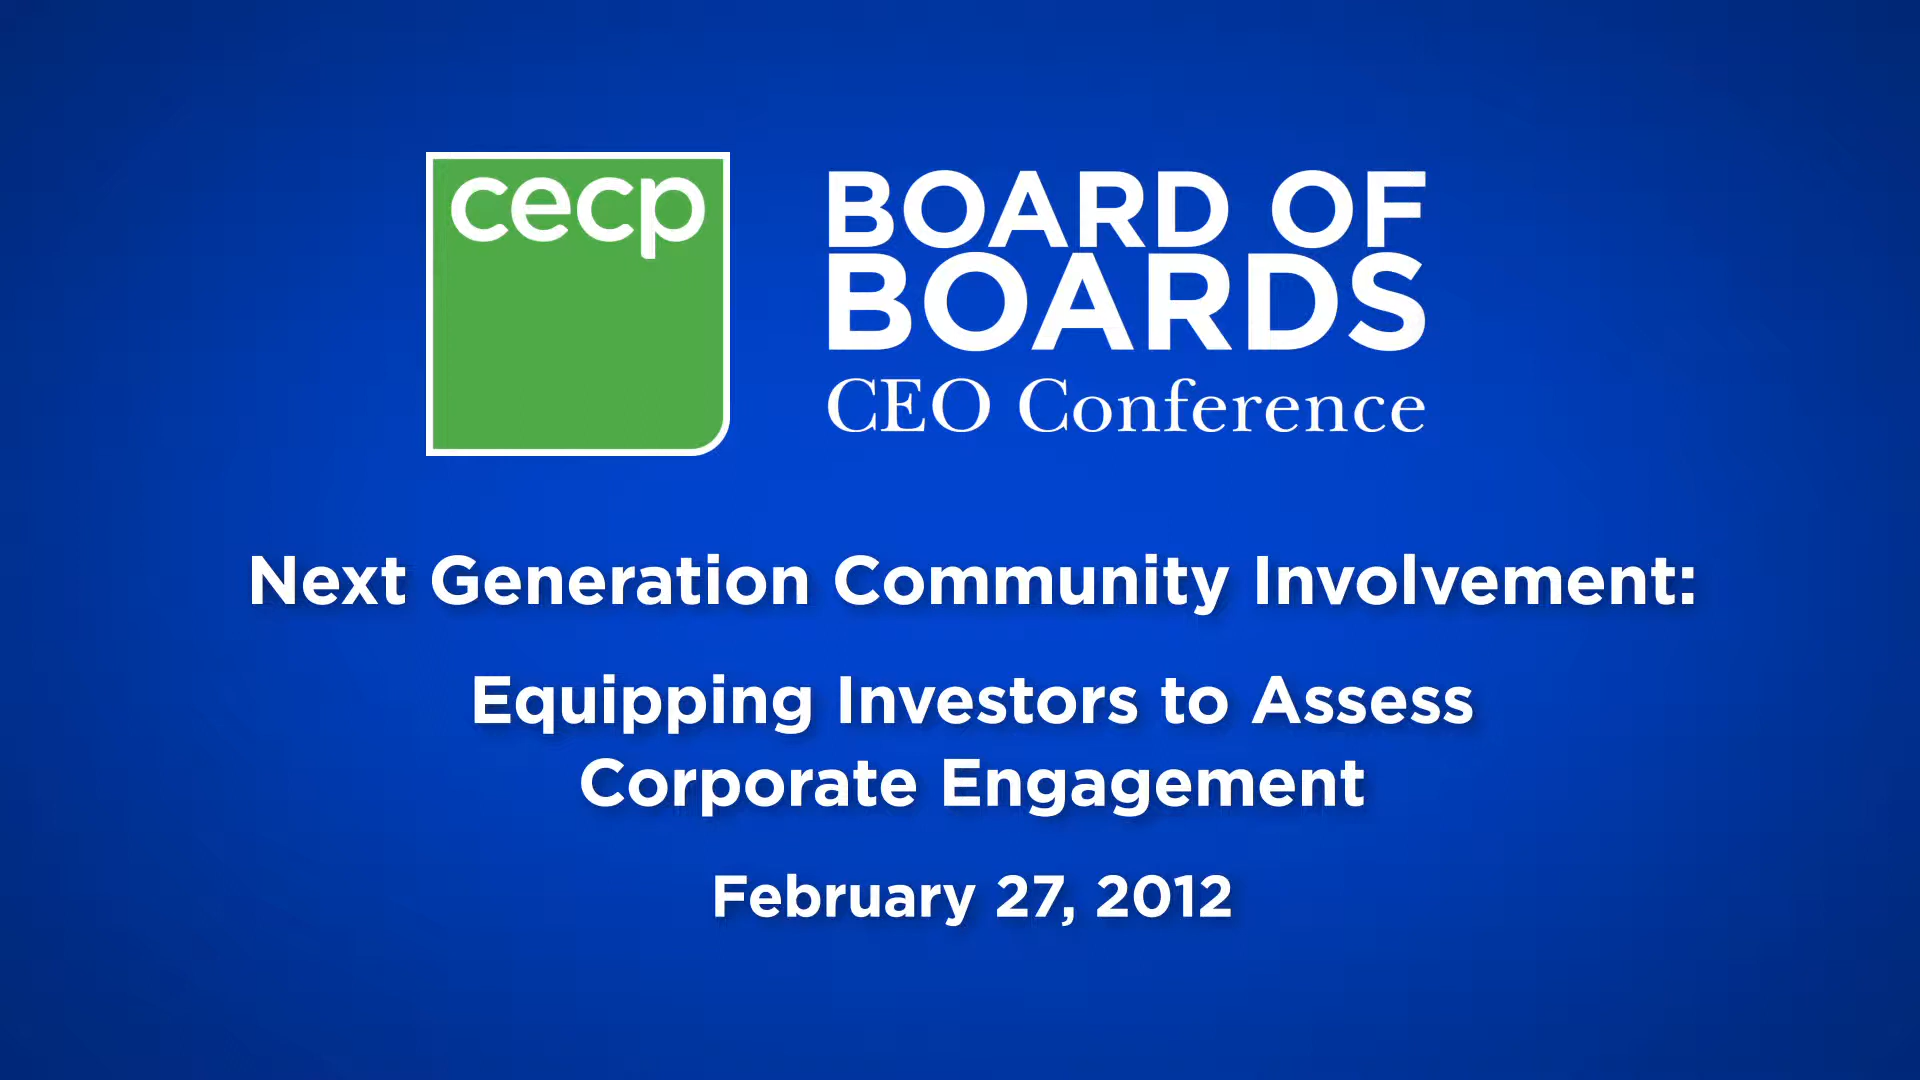 cecp
BOARD OF
BOARDS
CEO Conference
Next Generation Community Involvement:
Equipping Investors to Assess
Corporate Engagement
February 27, 2012